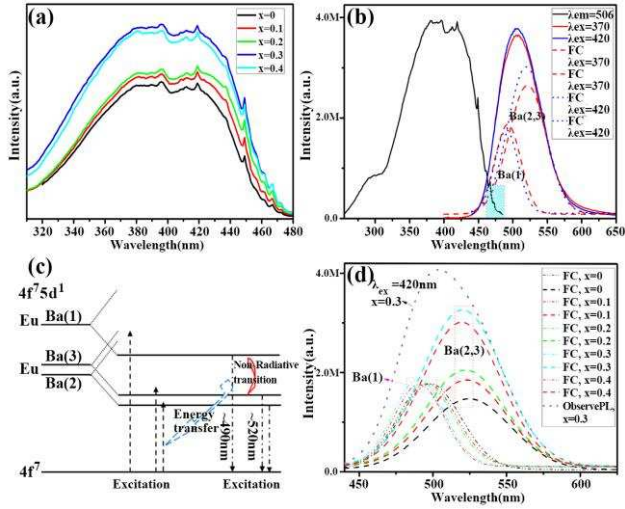 (a)
x=0
x=0.1
x=0.2
x=0.3
x=0.4
Intensity(a.u.)
310 320 340 360 380 400 420 440 460 480
Wavelength(nm)
(b)
4.0M
2.0M
0.0
λem=506
λex=370
λex=420
FC
λex=370
FC
λex=370
FC
λex=420
FC
λex=420
Ba(2,3)
Ba(1)
Intensity(a.u.)
300 350 400 450 500 550 600 650
Wavelength(nm)
(c)
4f⁷5d¹
Eu Ba(1)
Ba(3)
Eu
Ba(2)
Non-Radiative
transition
Energy
transfer
~490nm
~520nm
4f⁷
Excitation
Excitation
(d)
4.0M
2.0M
0.0
λex =420nm
x=0.3
Ba(1)
Ba(2,3)
FC, x=0
FC, x=0
FC, x=0.1
FC, x=0.1
FC, x=0.2
FC, x=0.2
FC, x=0.3
FC, x=0.3
FC, x=0.4
FC, x=0.4
ObservePL,
x=0.3
Intensity(a.u.)
450 500 550 600
Wavelength(nm)